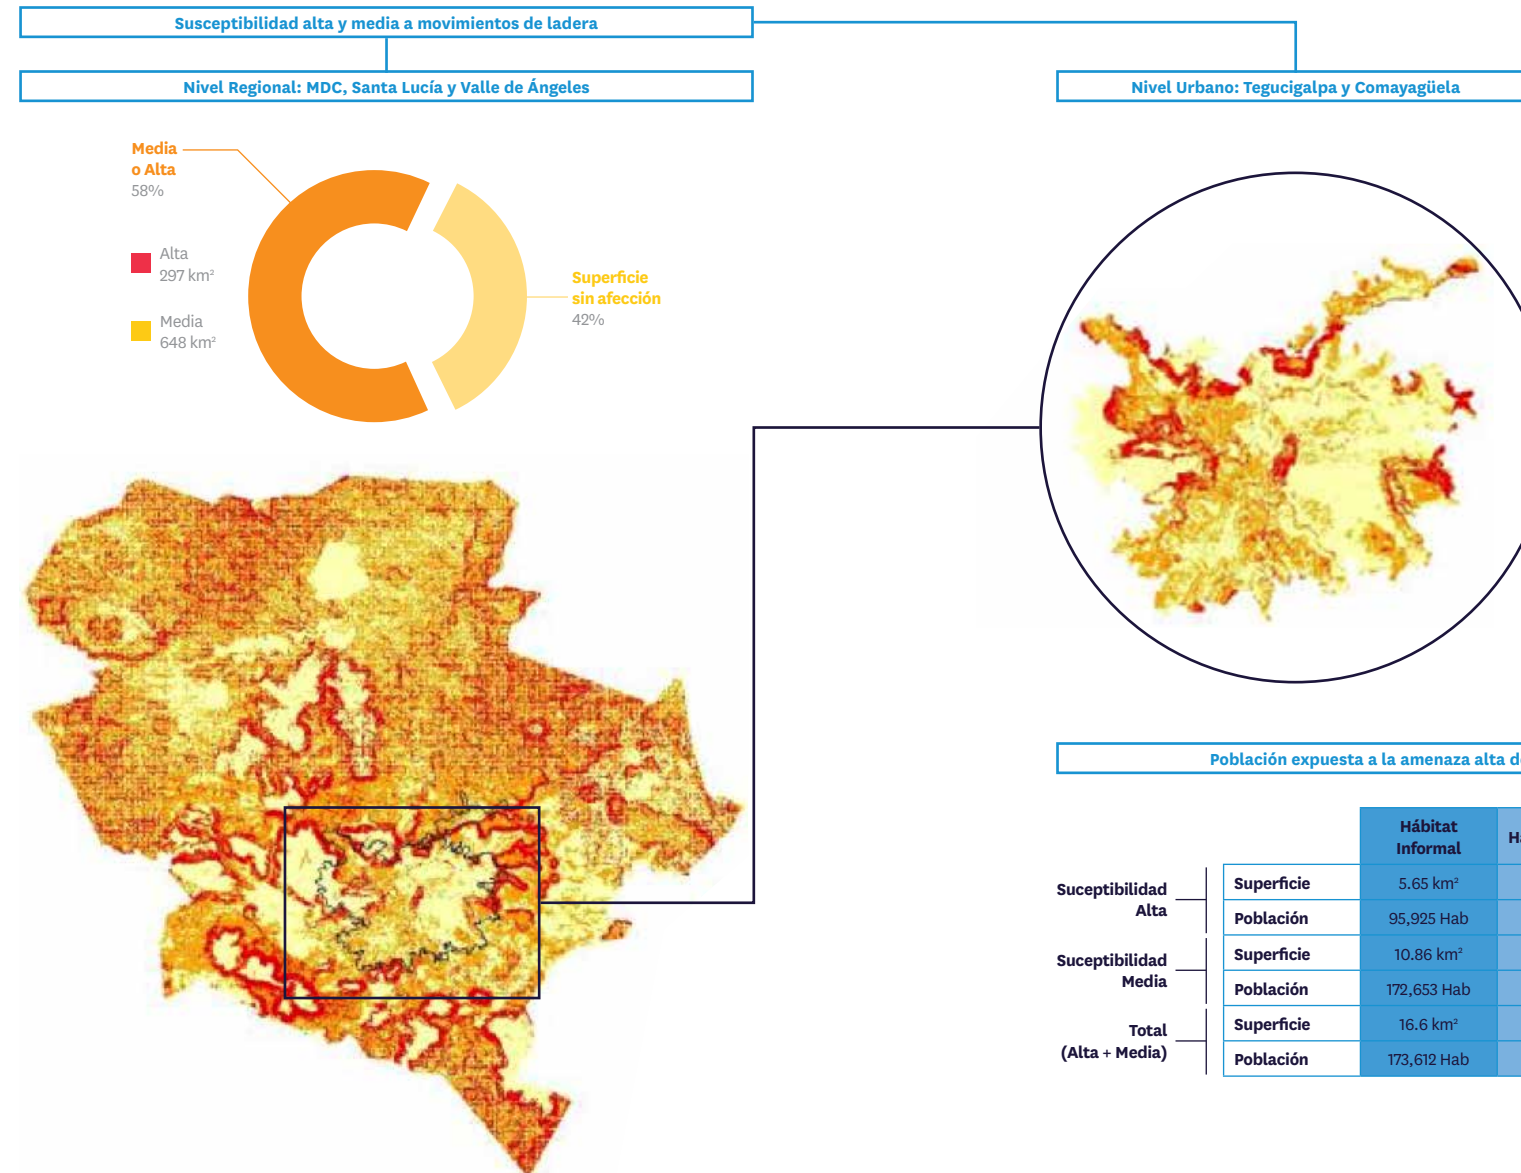 Susceptibilidad alta y media a movimientos de ladera
Nivel Regional: MDC, Santa Lucía y Valle de Ángeles
Nivel Urbano: Tegucigalpa y Comayagüela
Media
o Alta
58%
Alta
297 km²
Media
648 km²
Superficie
sin afección
42%
Población expuesta a la amenaza alta
Hábitat
Informal
Suceptibilidad
Alta
Superficie
5.65 km²
Población
95,925 Hab
Suceptibilidad
Media
Superficie
10.86 km²
Población
172,653 Hab
Total
(Alta + Media)
Superficie
16.6 km²
Población
173,612 Hab